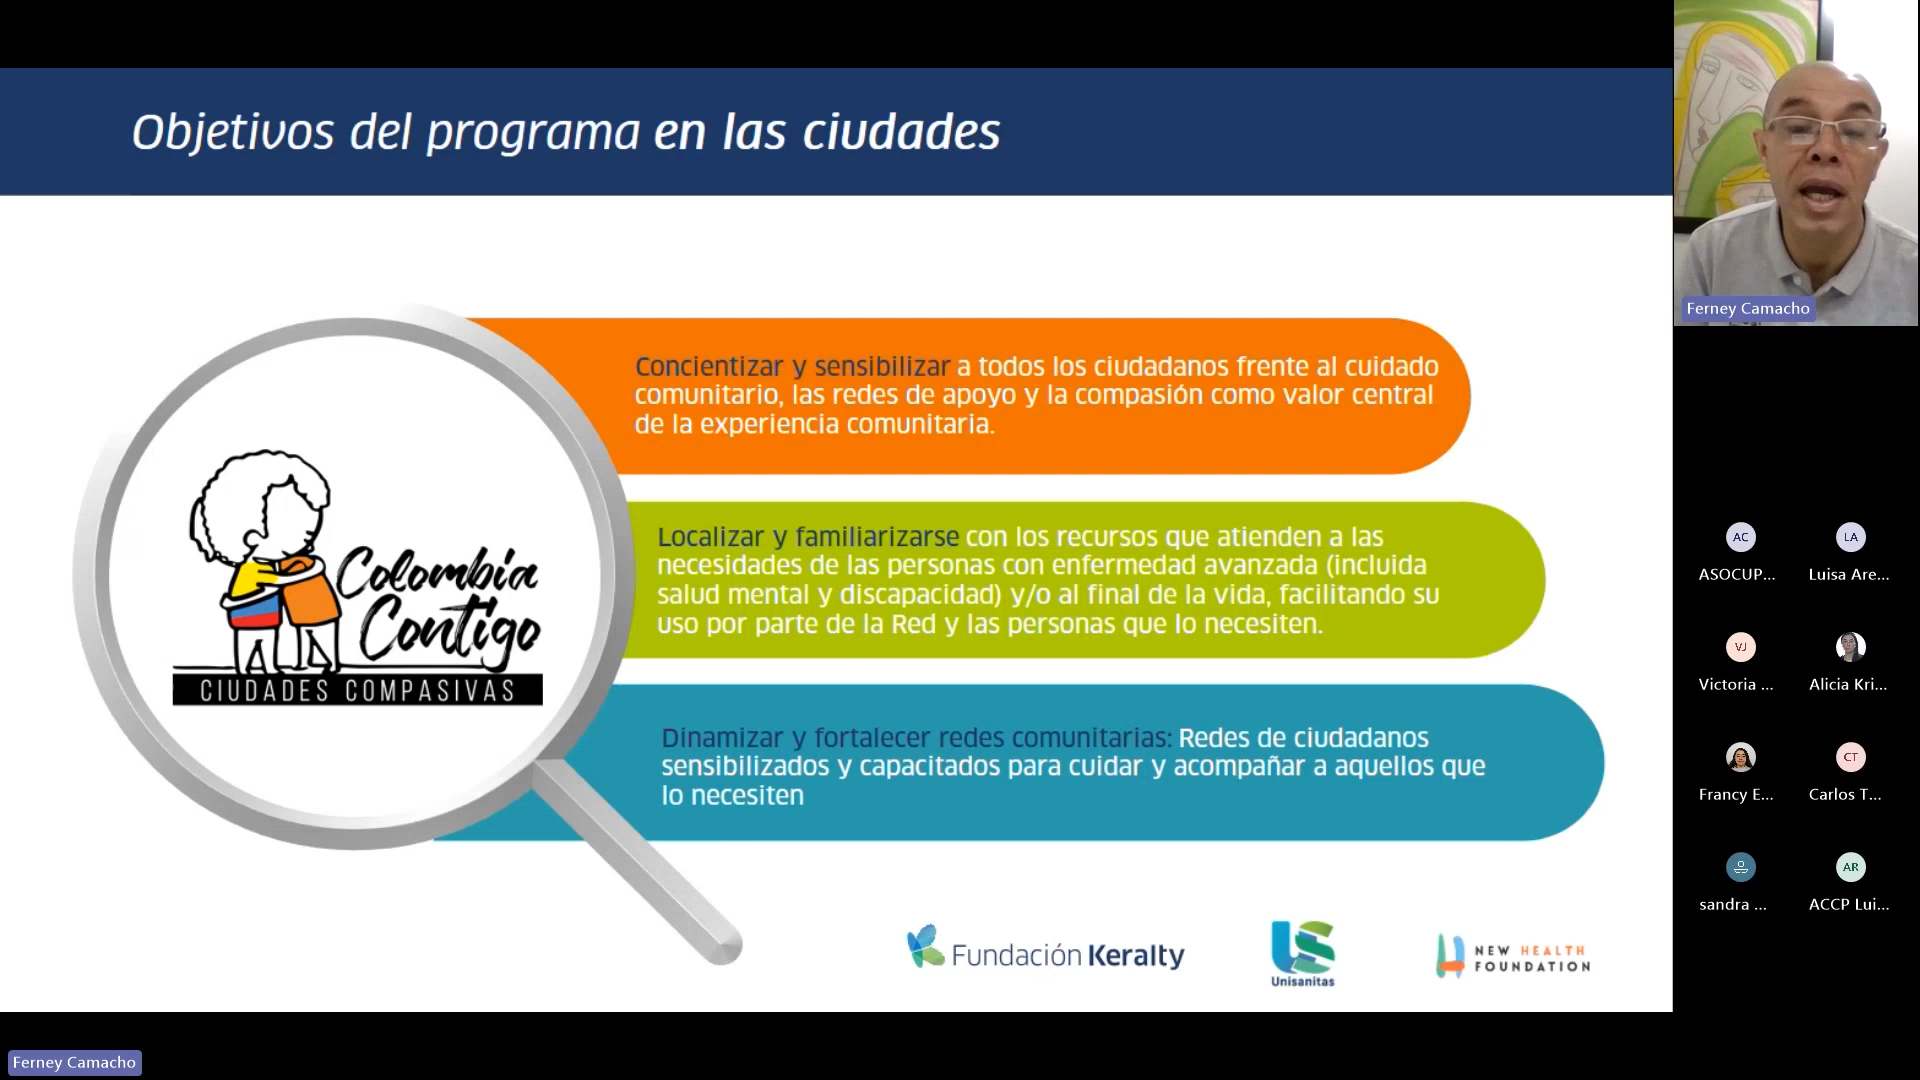 Objetivos del programa en las ciudades
Concientizar y sensibilizar a todos los ciudadanos frente al cuidado
comunitario, las redes de apoyo y la compasión como valor central
de la experiencia comunitaria.
Localizar y familiarizarse con los recursos que atienden a las
necesidades de las personas con enfermedad avanzada (incluida
salud mental y discapacidad) y/o al final de la vida, facilitando su
uso por parte de la Red y las personas que lo necesiten.
Dinamizar y fortalecer redes comunitarias: Redes de ciudadanos
sensibilizados y capacitados para cuidar y acompañar a aquellos que
lo necesiten
Colombia
Contigo
CIUDADES COMPASIVAS
Fundación Keralty
US
Unisanitas
NEW HEALTH
FOUNDATION
Ferney Camacho
AC
LA
ASOCUP...
Luisa Are...
VJ
Victoria ...
Alicia Kri...
CT
Francy E...
Carlos T...
AR
sandra ...
ACCP Lui...
Ferney Camacho